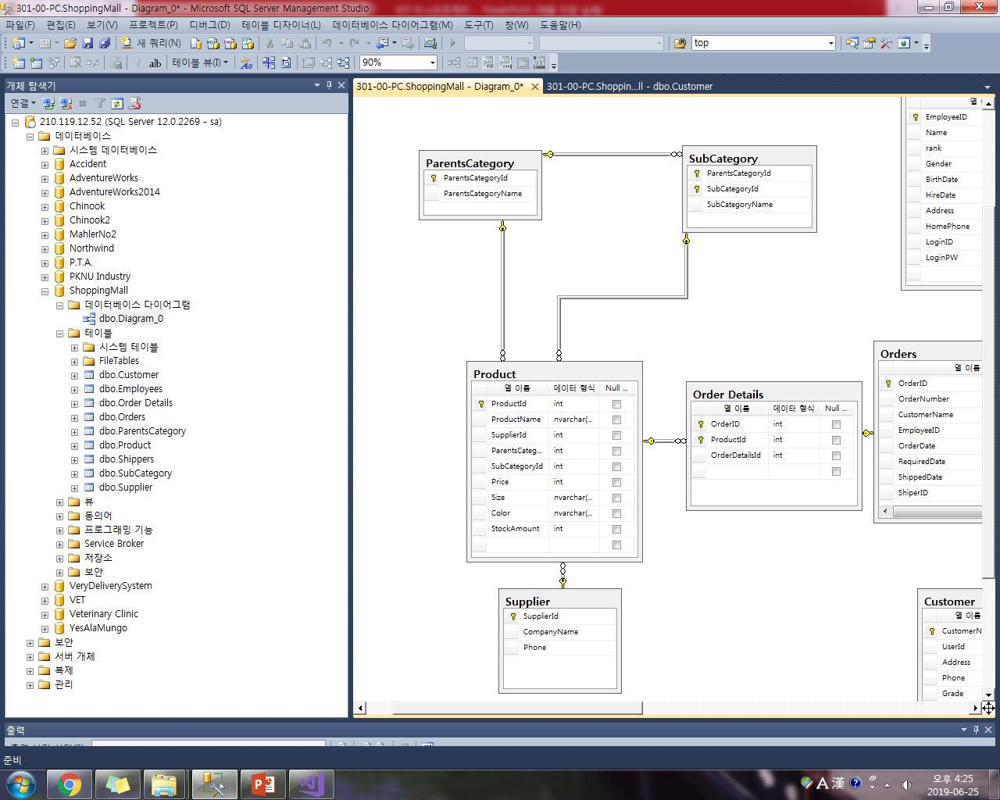 301-00-PC.ShoppingMall - Diagram_0* - Microsoft SQL Server Management Studio
파일(F) 편집(E) 보기(V) 프로젝트(P) 디버그(D) 테이블 디자이너(L) 데이터베이스 다이어그램(M) 도구(T) 창(W) 도움말(H)
새 쿼리(N) top
테이블 뷰(I) 90%
개체 탐색기
연결
210.119.12.52 (SQL Server 12.0.2269 - sa)
데이터베이스
시스템 데이터베이스
Accident
AdventureWorks
AdventureWorks2014
Chinook
Chinook2
MahlerNo2
Northwind
P.T.A.
PKNU Industry
ShoppingMall
데이터베이스 다이어그램
dbo.Diagram_0
테이블
시스템 테이블
FileTables
dbo.Customer
dbo.Employees
dbo.Order Details
dbo.Orders
dbo.ParentsCategory
dbo.Product
dbo.Shippers
dbo.SubCategory
dbo.Supplier
뷰
동의어
프로그래밍 기능
Service Broker
저장소
보안
VeryDeliverySystem
VET
Veterinary Clinic
YesAlaMungo
보안
서버 개체
복제
관리
301-00-PC.ShoppingMall - Diagram_0* 301-00-PC.Shoppin...ll - dbo.Customer
ParentsCategory
ParentsCategoryId
ParentsCategoryName
SubCategory
ParentsCategoryId
SubCategoryId
SubCategoryName
열
EmployeeID
Name
rank
Gender
BirthDate
HireDate
Address
HomePhone
LoginID
LoginPW
Product
열 이름 데이터 형식 Null ...
ProductId int
ProductName nvarchar(...
SupplierId int
ParentsCateg... int
SubCategoryId int
Price int
Size nvarchar(...
Color nvarchar(...
StockAmount int
Order Details
열 이름 데이터 형식 Null ...
OrderID int
ProductId int
OrderDetailsId int
Orders
열 이름
OrderID
OrderNumber
CustomerName
EmployeeID
OrderDate
RequiredDate
ShippedDate
ShiperID
Supplier
SupplierId
CompanyName
Phone
Customer
열 이름
CustomerN
UserId
Address
Phone
Grade
출력
준비
A 漢
오후 4:25
2019-06-25